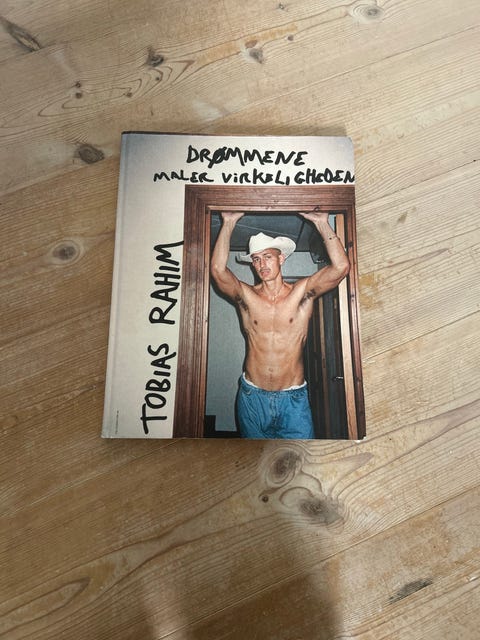 DRØMMENE
MALER VIRKELIGHEDEN
TOBIAS RAHIM